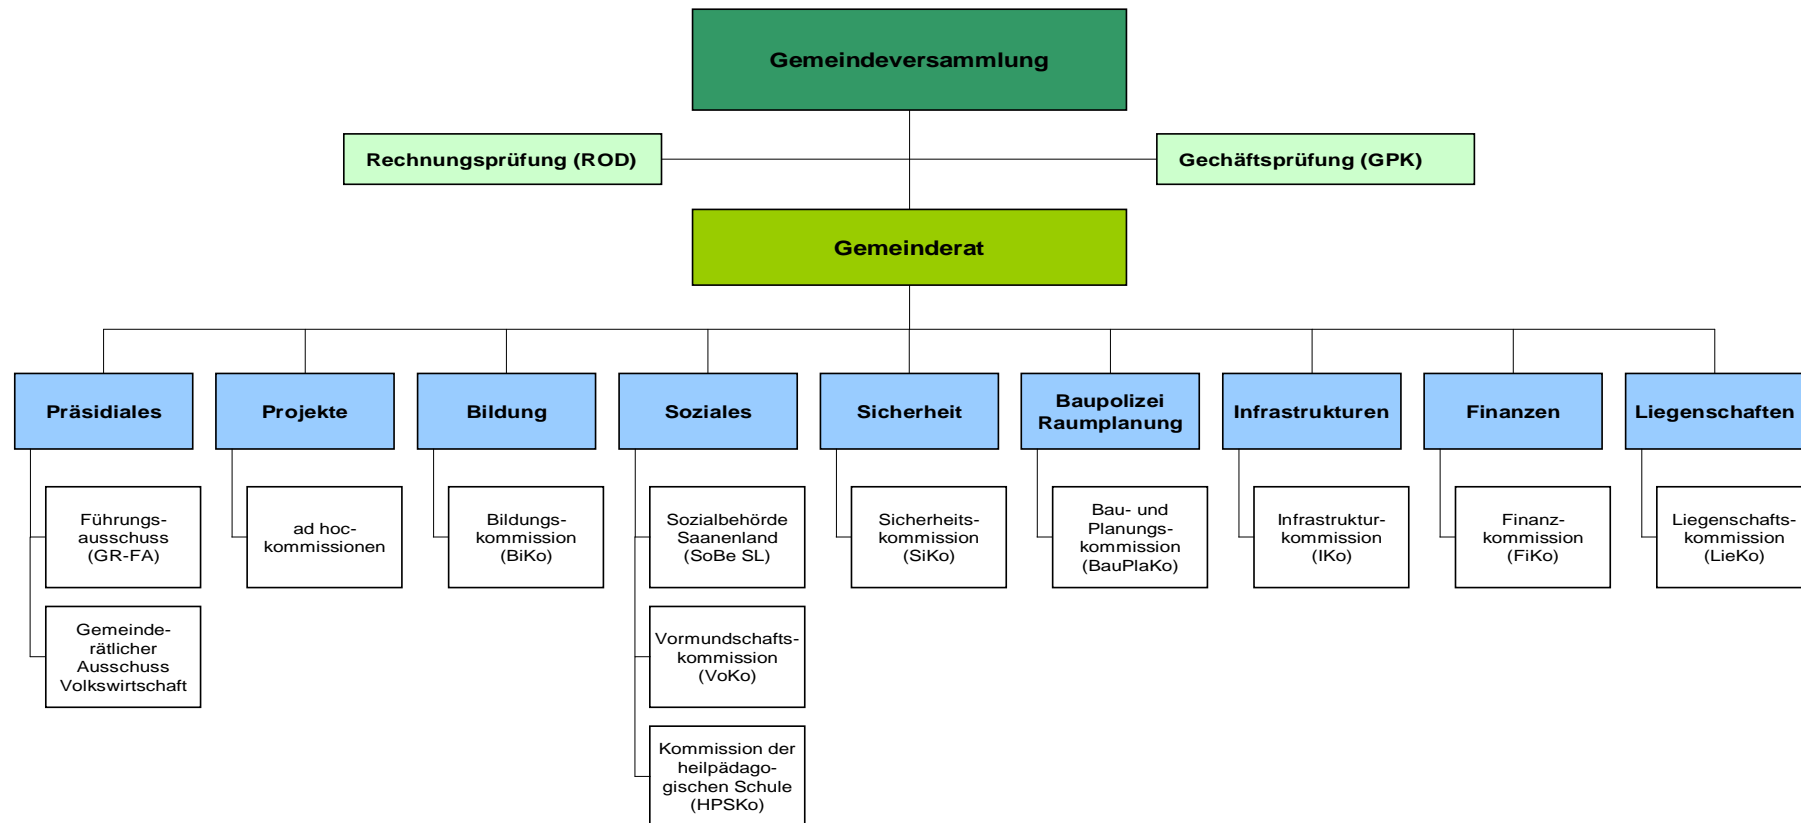 Gemeindeversammlung
Rechnungsprüfung (ROD)
Gechäftsprüfung (GPK)
Gemeinderat
Präsidiales
Projekte
Bildung
Soziales
Sicherheit
Baupolizei
Raumplanung
Infrastrukturen
Finanzen
Liegenschaften
Führungs-
ausschuss
(GR-FA)
ad hoc-
kommissionen
Bildungs-
kommission
(BiKo)
Sozialbehörde
Saanenland
(SoBe SL)
Sicherheits-
kommission
(SiKo)
Bau- und
Planungs-
kommission
(BauPlaKo)
Infrastruktur-
kommission
(IKo)
Finanz-
kommission
(FiKo)
Liegenschafts-
kommission
(LieKo)
Gemeinde-
rätlicher
Ausschuss
Volkswirtschaft
Vormundschafts-
kommission
(VoKo)
Kommission der
heilpädago-
gischen Schule
(HPSKo)